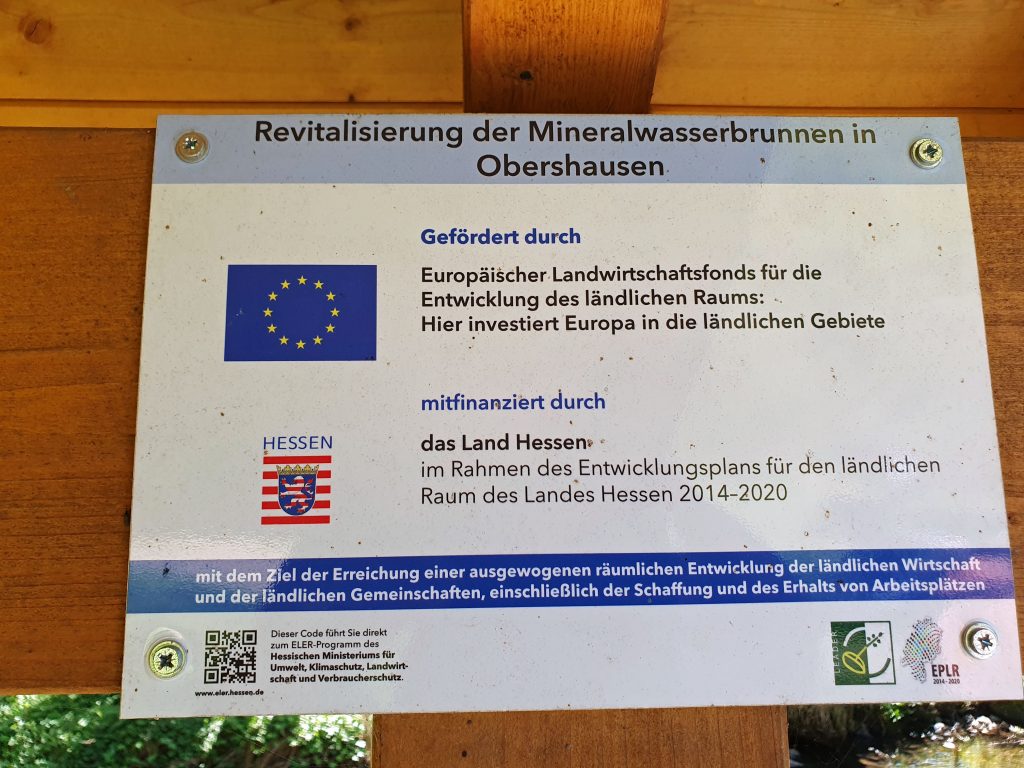 Revitalisierung der Mineralwasserbrunnen in
Obershausen
Gefördert durch
Europäischer Landwirtschaftsfonds für die
Entwicklung des ländlichen Raums:
Hier investiert Europa in die ländlichen Gebiete
mitfinanziert durch
HESSEN
das Land Hessen
im Rahmen des Entwicklungsplans für den ländlichen
Raum des Landes Hessen 2014–2020
mit dem Ziel der Erreichung einer ausgewogenen räumlichen Entwicklung der ländlichen Wirtschaft
und der ländlichen Gemeinschaften, einschließlich der Schaffung und des Erhalts von Arbeitsplätzen
Dieser Code führt Sie direkt
zum ELER-Programm des
Hessischen Ministeriums für
Umwelt, Klimaschutz, Landwirt-
schaft und Verbraucherschutz.
www.eler.hessen.de
LEADER
EPLR
2014 - 2020